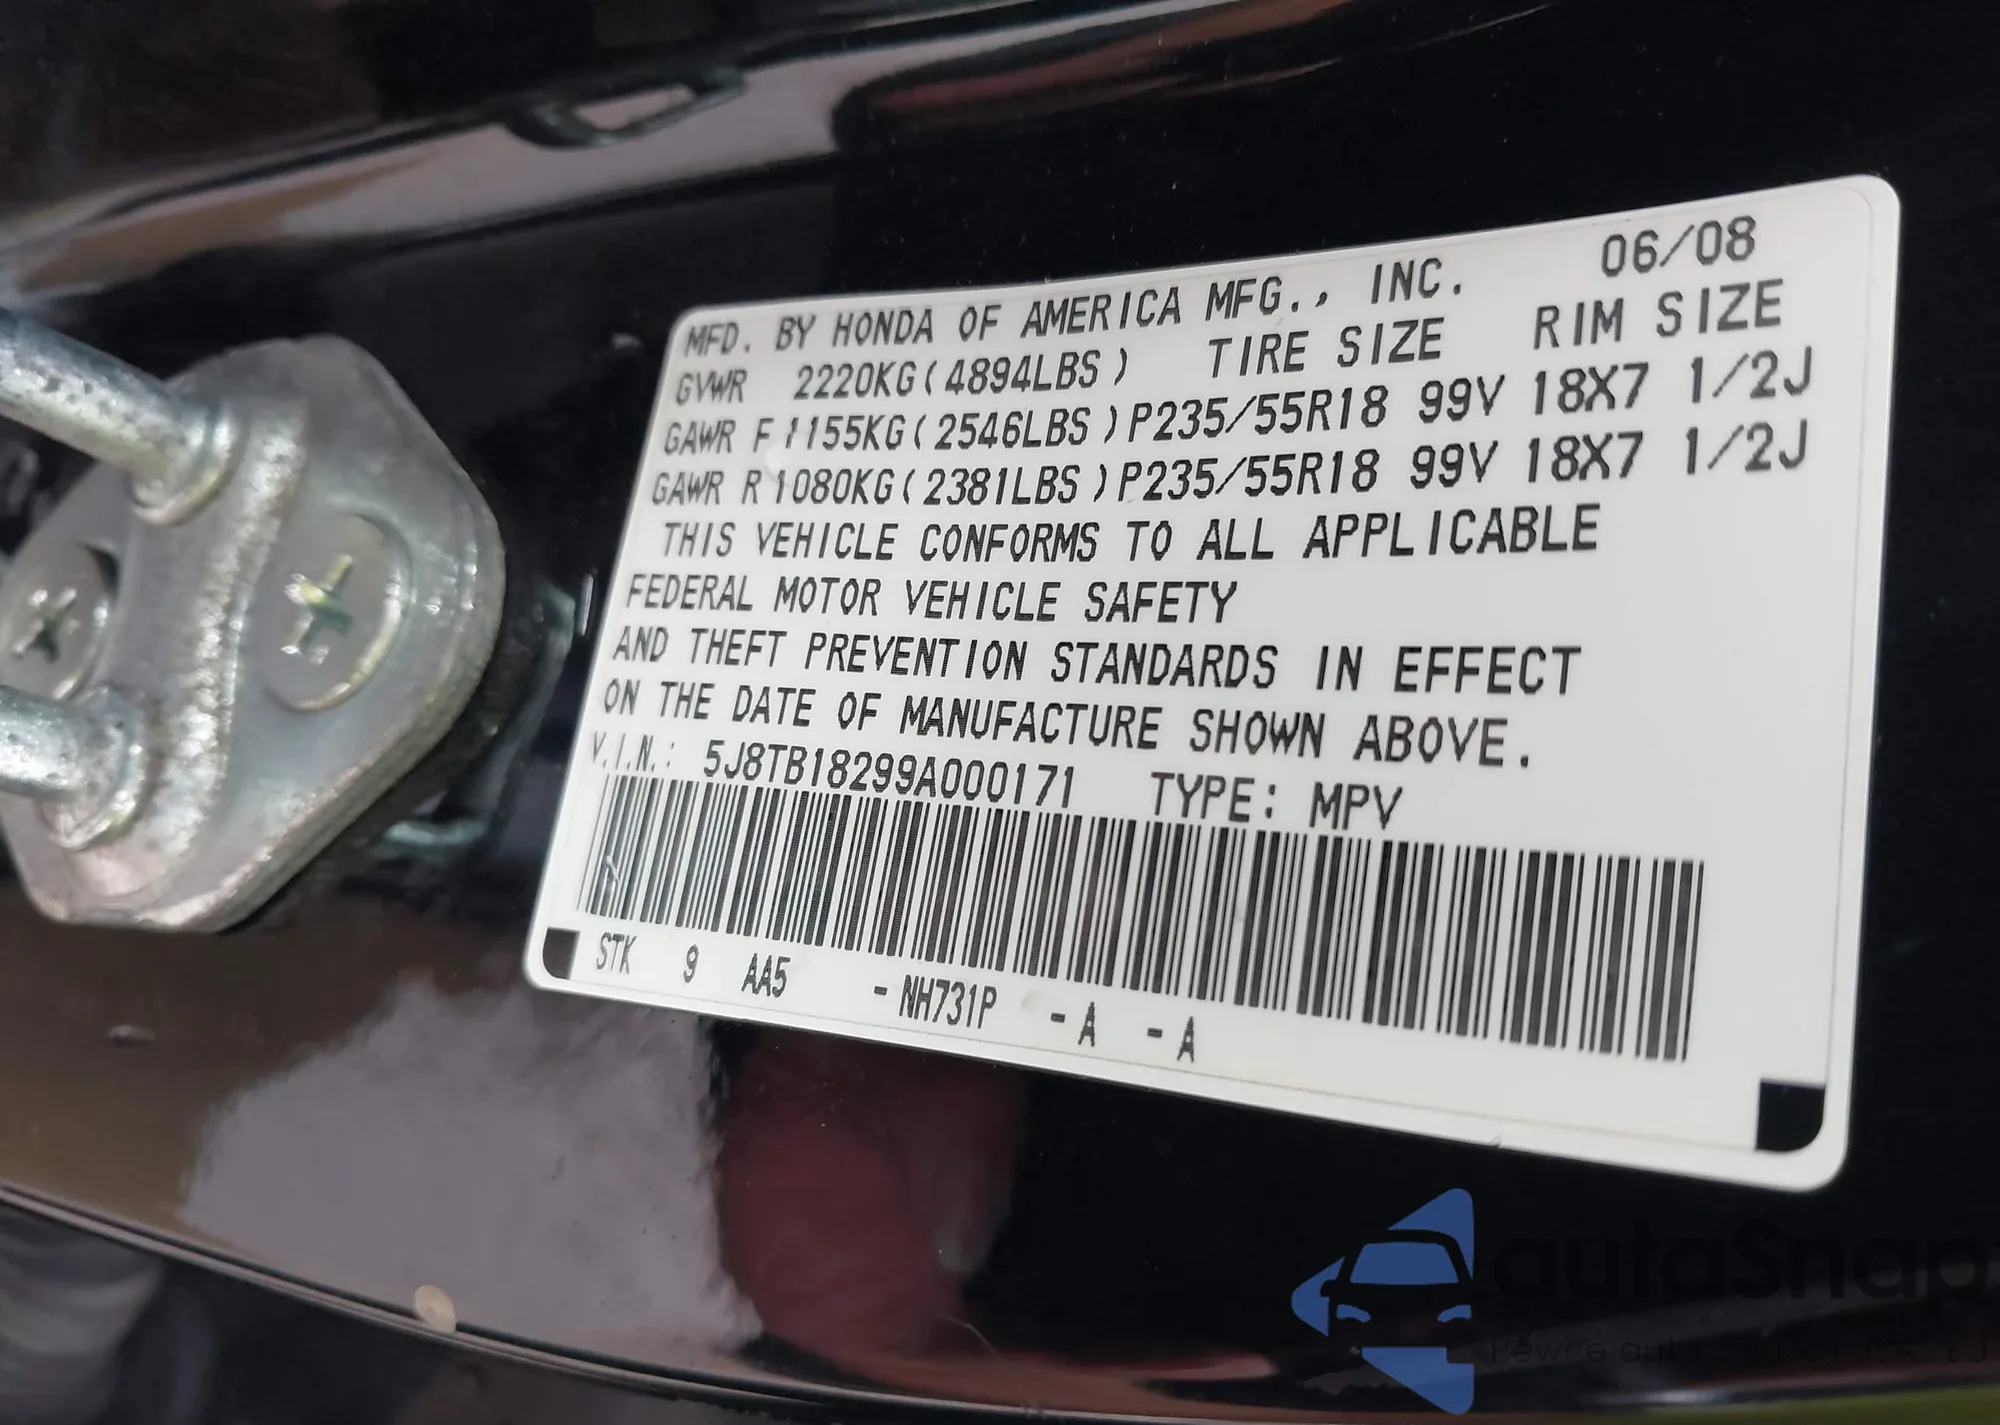 MFD. BY HONDA OF AMERICA MFG., INC. 06/08
GVWR 2220KG(4894LBS) TIRE SIZE RIM SIZE
GAWR F 1155KG(2546LBS)P235/55R18 99V 18X7 1/2J
GAWR R 1080KG(2381LBS)P235/55R18 99V 18X7 1/2J
THIS VEHICLE CONFORMS TO ALL APPLICABLE
FEDERAL MOTOR VEHICLE SAFETY
AND THEFT PREVENTION STANDARDS IN EFFECT
ON THE DATE OF MANUFACTURE SHOWN ABOVE.
V.I.N.: 5J8TB18299A000171 TYPE: MPV
STK 9 AA5 -NH731P -A -A
autaSnap
Pewne auta